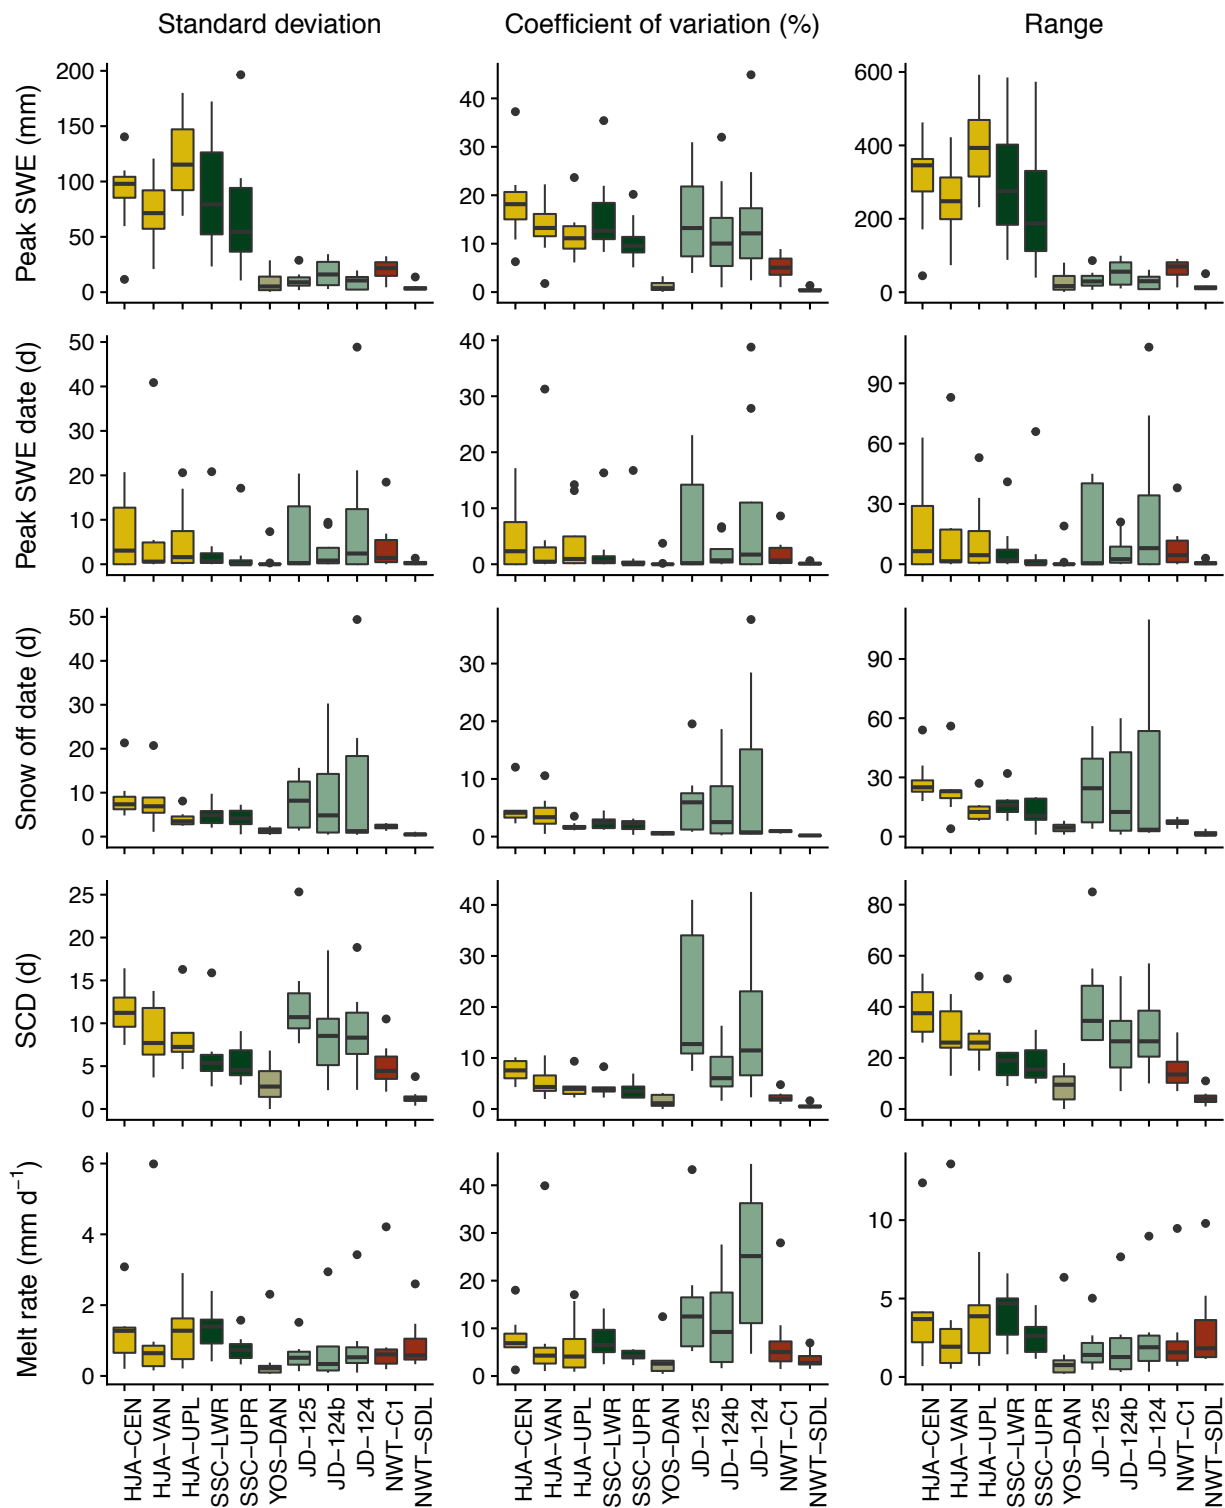 Standard deviation Coefficient of variation (%) Range
Peak SWE (mm)
200
150
100
50
0
40
30
20
10
0
600
400
200
0
Peak SWE date (d)
50
40
30
20
10
0
40
30
20
10
0
90
60
30
0
Snow off date (d)
50
40
30
20
10
0
30
20
10
0
90
60
30
0
SCD (d)
25
20
15
10
5
0
40
30
20
10
0
80
60
40
20
0
Melt rate (mm d⁻¹)
6
4
2
0
40
30
20
10
0
10
5
0
HJA−CEN
HJA−VAN
HJA−UPL
SSC−LWR
SSC−UPR
YOS−DAN
JD−125
JD−124b
JD−124
NWT−C1
NWT−SDL
HJA−CEN
HJA−VAN
HJA−UPL
SSC−LWR
SSC−UPR
YOS−DAN
JD−125
JD−124b
JD−124
NWT−C1
NWT−SDL
HJA−CEN
HJA−VAN
HJA−UPL
SSC−LWR
SSC−UPR
YOS−DAN
JD−125
JD−124b
JD−124
NWT−C1
NWT−SDL